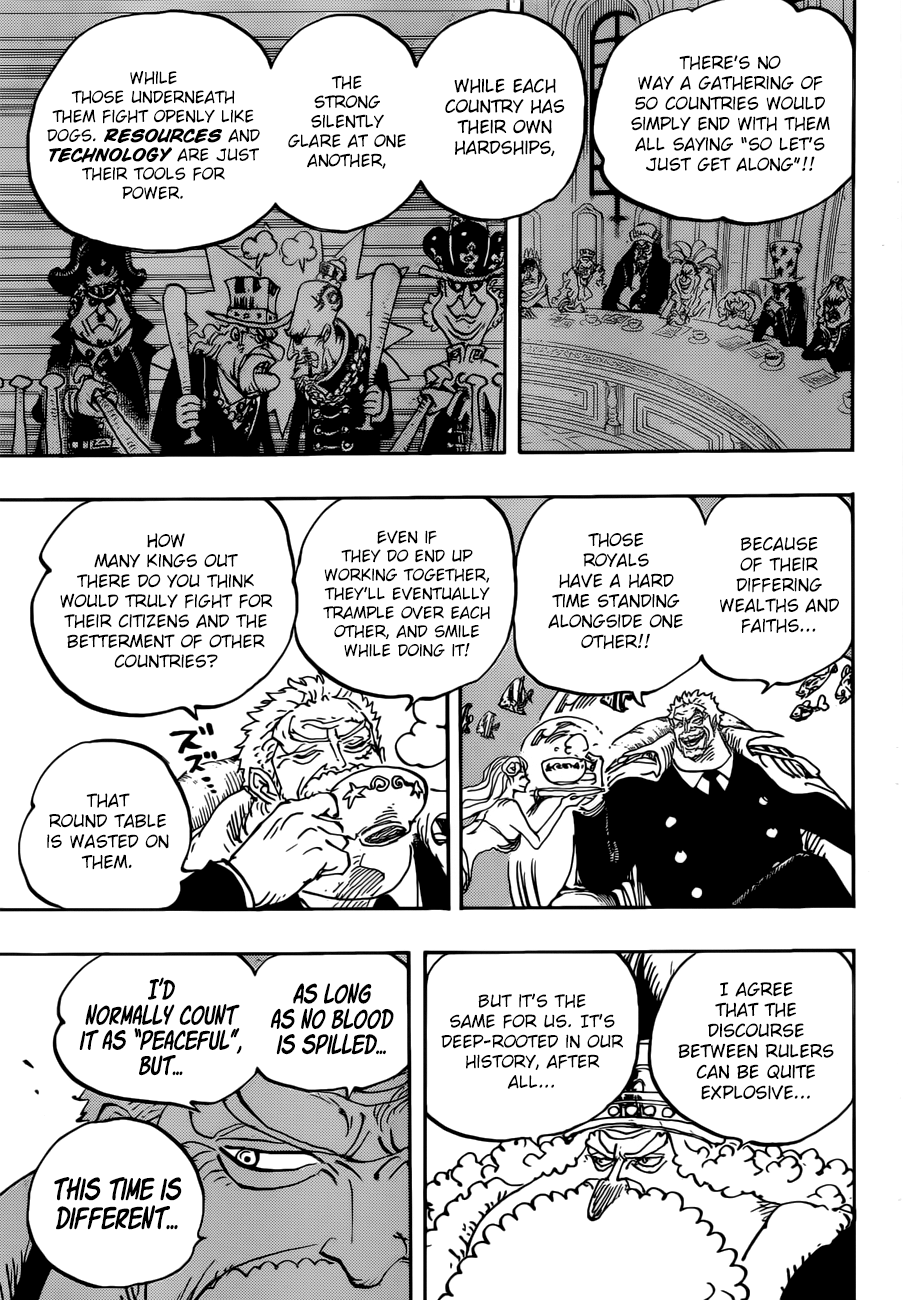 THERE'S NO
WAY A GATHERING OF
50 COUNTRIES WOULD
SIMPLY END WITH THEM
ALL SAYING "SO LET'S
JUST GET ALONG"!!
WHILE EACH
COUNTRY HAS
THEIR OWN
HARDSHIPS,
THE
STRONG
SILENTLY
GLARE AT ONE
ANOTHER,
WHILE
THOSE UNDERNEATH
THEM FIGHT OPENLY LIKE
DOGS. RESOURCES AND
TECHNOLOGY ARE JUST
THEIR TOOLS FOR
POWER.
BECAUSE
OF THEIR
DIFFERING
WEALTHS AND
FAITHS...
THOSE
ROYALS
HAVE A HARD
TIME STANDING
ALONGSIDE ONE
OTHER!!
EVEN IF
THEY DO END UP
WORKING TOGETHER,
THEY'LL EVENTUALLY
TRAMPLE OVER EACH
OTHER, AND SMILE
WHILE DOING IT!
HOW
MANY KINGS OUT
THERE DO YOU THINK
WOULD TRULY FIGHT FOR
THEIR CITIZENS AND THE
BETTERMENT OF OTHER
COUNTRIES?
ズズ
THAT
ROUND TABLE
IS WASTED ON
THEM.
I AGREE
THAT THE
DISCOURSE
BETWEEN RULERS
CAN BE QUITE
EXPLOSIVE...
BUT IT'S THE
SAME FOR US. IT'S
DEEP-ROOTED IN OUR
HISTORY, AFTER
ALL...
AS LONG
AS NO BLOOD
IS SPILLED...
I'D
NORMALLY COUNT
IT AS "PEACEFUL",
BUT...
THIS TIME IS
DIFFERENT...